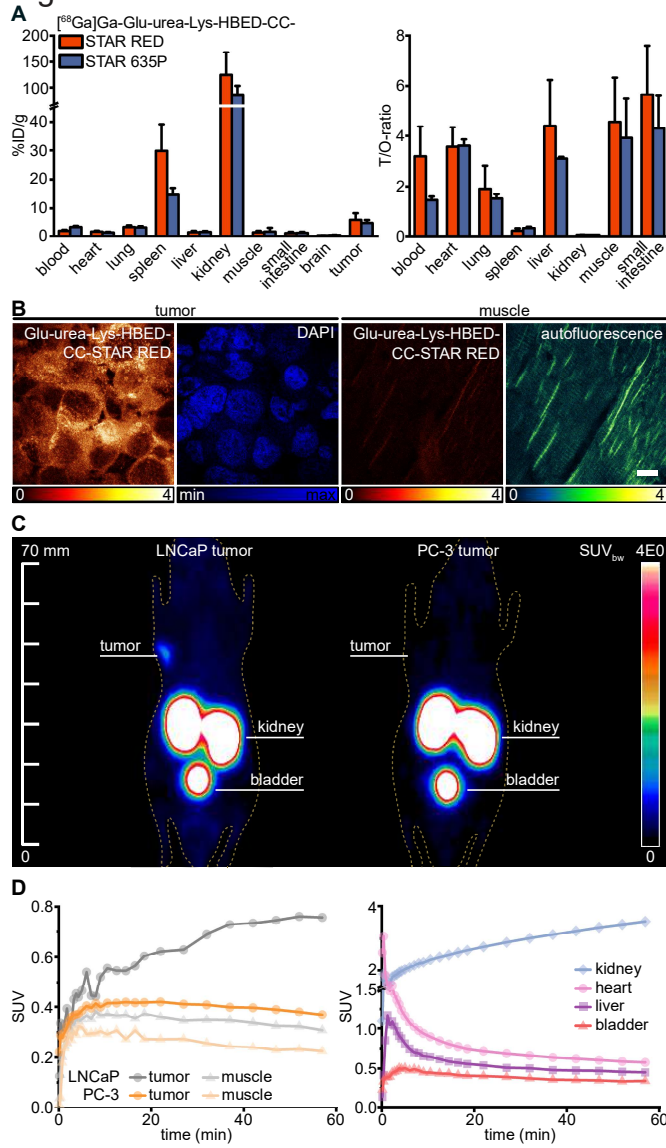 A
[⁶⁸Ga]Ga-Glu-urea-Lys-HBED-CC-
STAR RED
STAR 635P
200
150
100
50
30
20
10
0
%ID/g
blood
heart
lung
spleen
liver
kidney
muscle
small
intestine
brain
tumor
8
6
4
2
0
T/O-ratio
blood
heart
lung
spleen
liver
kidney
muscle
small
intestine
B
tumor
muscle
Glu-urea-Lys-HBED-
CC-STAR RED
DAPI
Glu-urea-Lys-HBED-
CC-STAR RED
autofluorescence
0 4
min max
0 4
0 4
C
70 mm
LNCaP tumor
PC-3 tumor
SUVbw 4E0
tumor
tumor
kidney
kidney
bladder
bladder
0
0
D
0.8
0.6
0.4
0.2
0.0
SUV
LNCaP tumor muscle
PC-3 tumor muscle
0 20 40 60
time (min)
4
2
1.5
1.0
0.5
0.0
SUV
kidney
heart
liver
bladder
0 20 40 60
time (min)